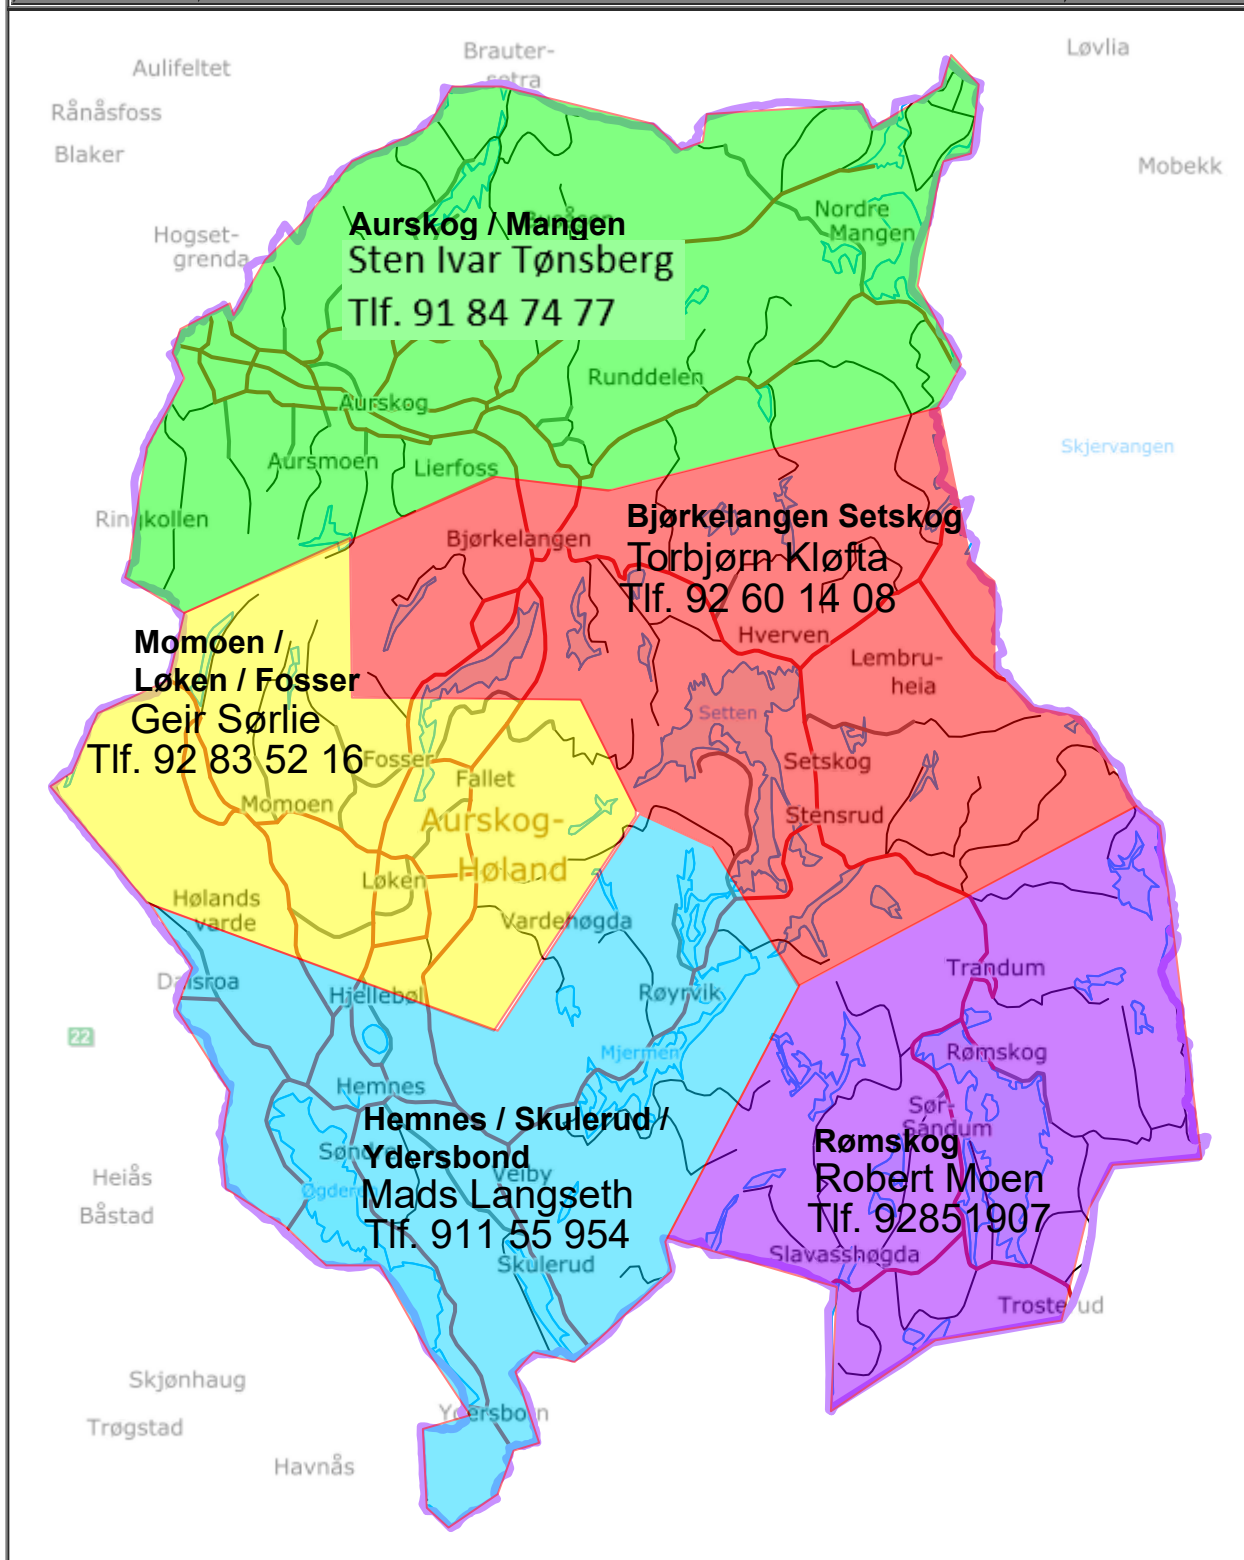 Brauter-
setra
Løvlia
Aulifeltet
Rånåsfoss
Blaker
Mobekk
Nordre
Mangen
Aurskog / Mangen
Hogset-
grenda
Sten Ivar Tønsberg
Tlf. 91 84 74 77
Runddelen
Aurskog
Skjervangen
Aursmoen
Lierfoss
Ringkollen
Bjørkelangen
Bjørkelangen Setskog
Torbjørn Kløfta
Tlf. 92 60 14 08
Hverven
Lembru-
heia
Momoen /
Løken / Fosser
Geir Sørlie
Tlf. 92 83 52 16
Setten
Fosser
Setskog
Fallet
Momoen
Stensrud
Aurskog-
Høland
Løken
Hølands
varde
Vardehøgda
Trandum
Dalsroa
Hjellebøl
Røyrvik
22
Mjermen
Rømskog
Hemnes
Sør-
Sandum
Hemnes / Skulerud /
Ydersbond
Mads Langseth
Tlf. 911 55 954
Søndre
Veiby
Rømskog
Robert Moen
Tlf. 92851907
Heiås
Båstad
Øgderen
Skulerud
Slavasshøgda
Trosterud
Skjønhaug
Trøgstad
Ydersbotn
Havnås